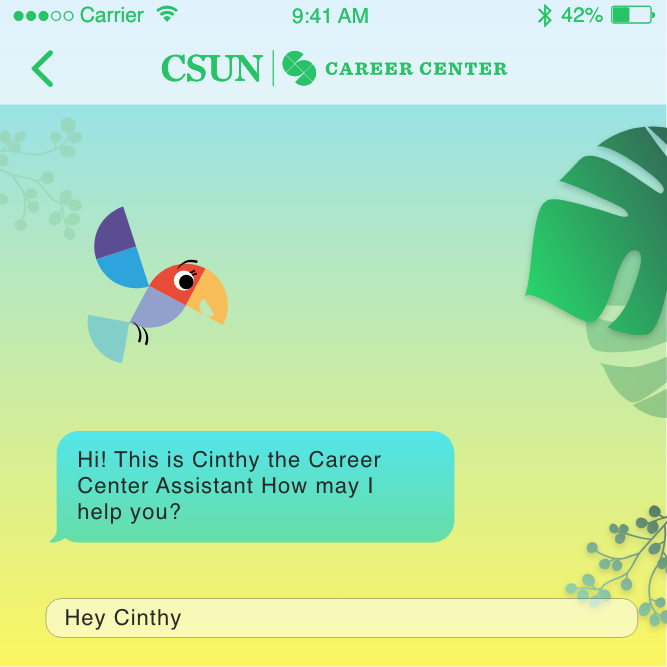 Carrier 9:41 AM 42%
CSUN CAREER CENTER
Hi! This is Cinthy the Career
Center Assistant How may I
help you?
Hey Cinthy